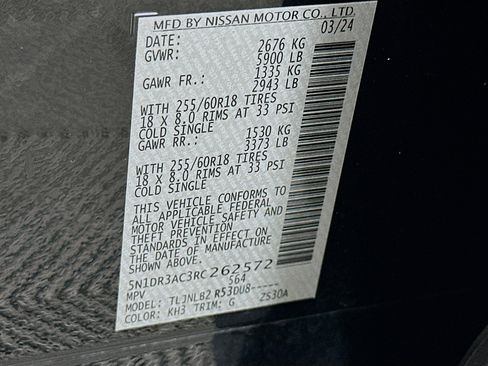 MFD BY NISSAN MOTOR CO., LTD.
DATE: 03/24
GVWR: 2676 KG
5900 LB
GAWR FR.: 1335 KG
2943 LB
WITH 255/60R18 TIRES
18 X 8.0 RIMS AT 33 PSI
COLD SINGLE
GAWR RR.: 1530 KG
3373 LB
WITH 255/60R18 TIRES
18 X 8.0 RIMS AT 33 PSI
COLD SINGLE
THIS VEHICLE CONFORMS TO
ALL APPLICABLE FEDERAL
MOTOR VEHICLE SAFETY AND
THEFT PREVENTION
STANDARDS IN EFFECT ON
THE DATE OF MANUFACTURE
SHOWN ABOVE.
5N1DR3AC3RC262572
MPV 564
MODEL: TLJNLB2 R53DU8-----
COLOR: KH3 TRIM: G ZS30A